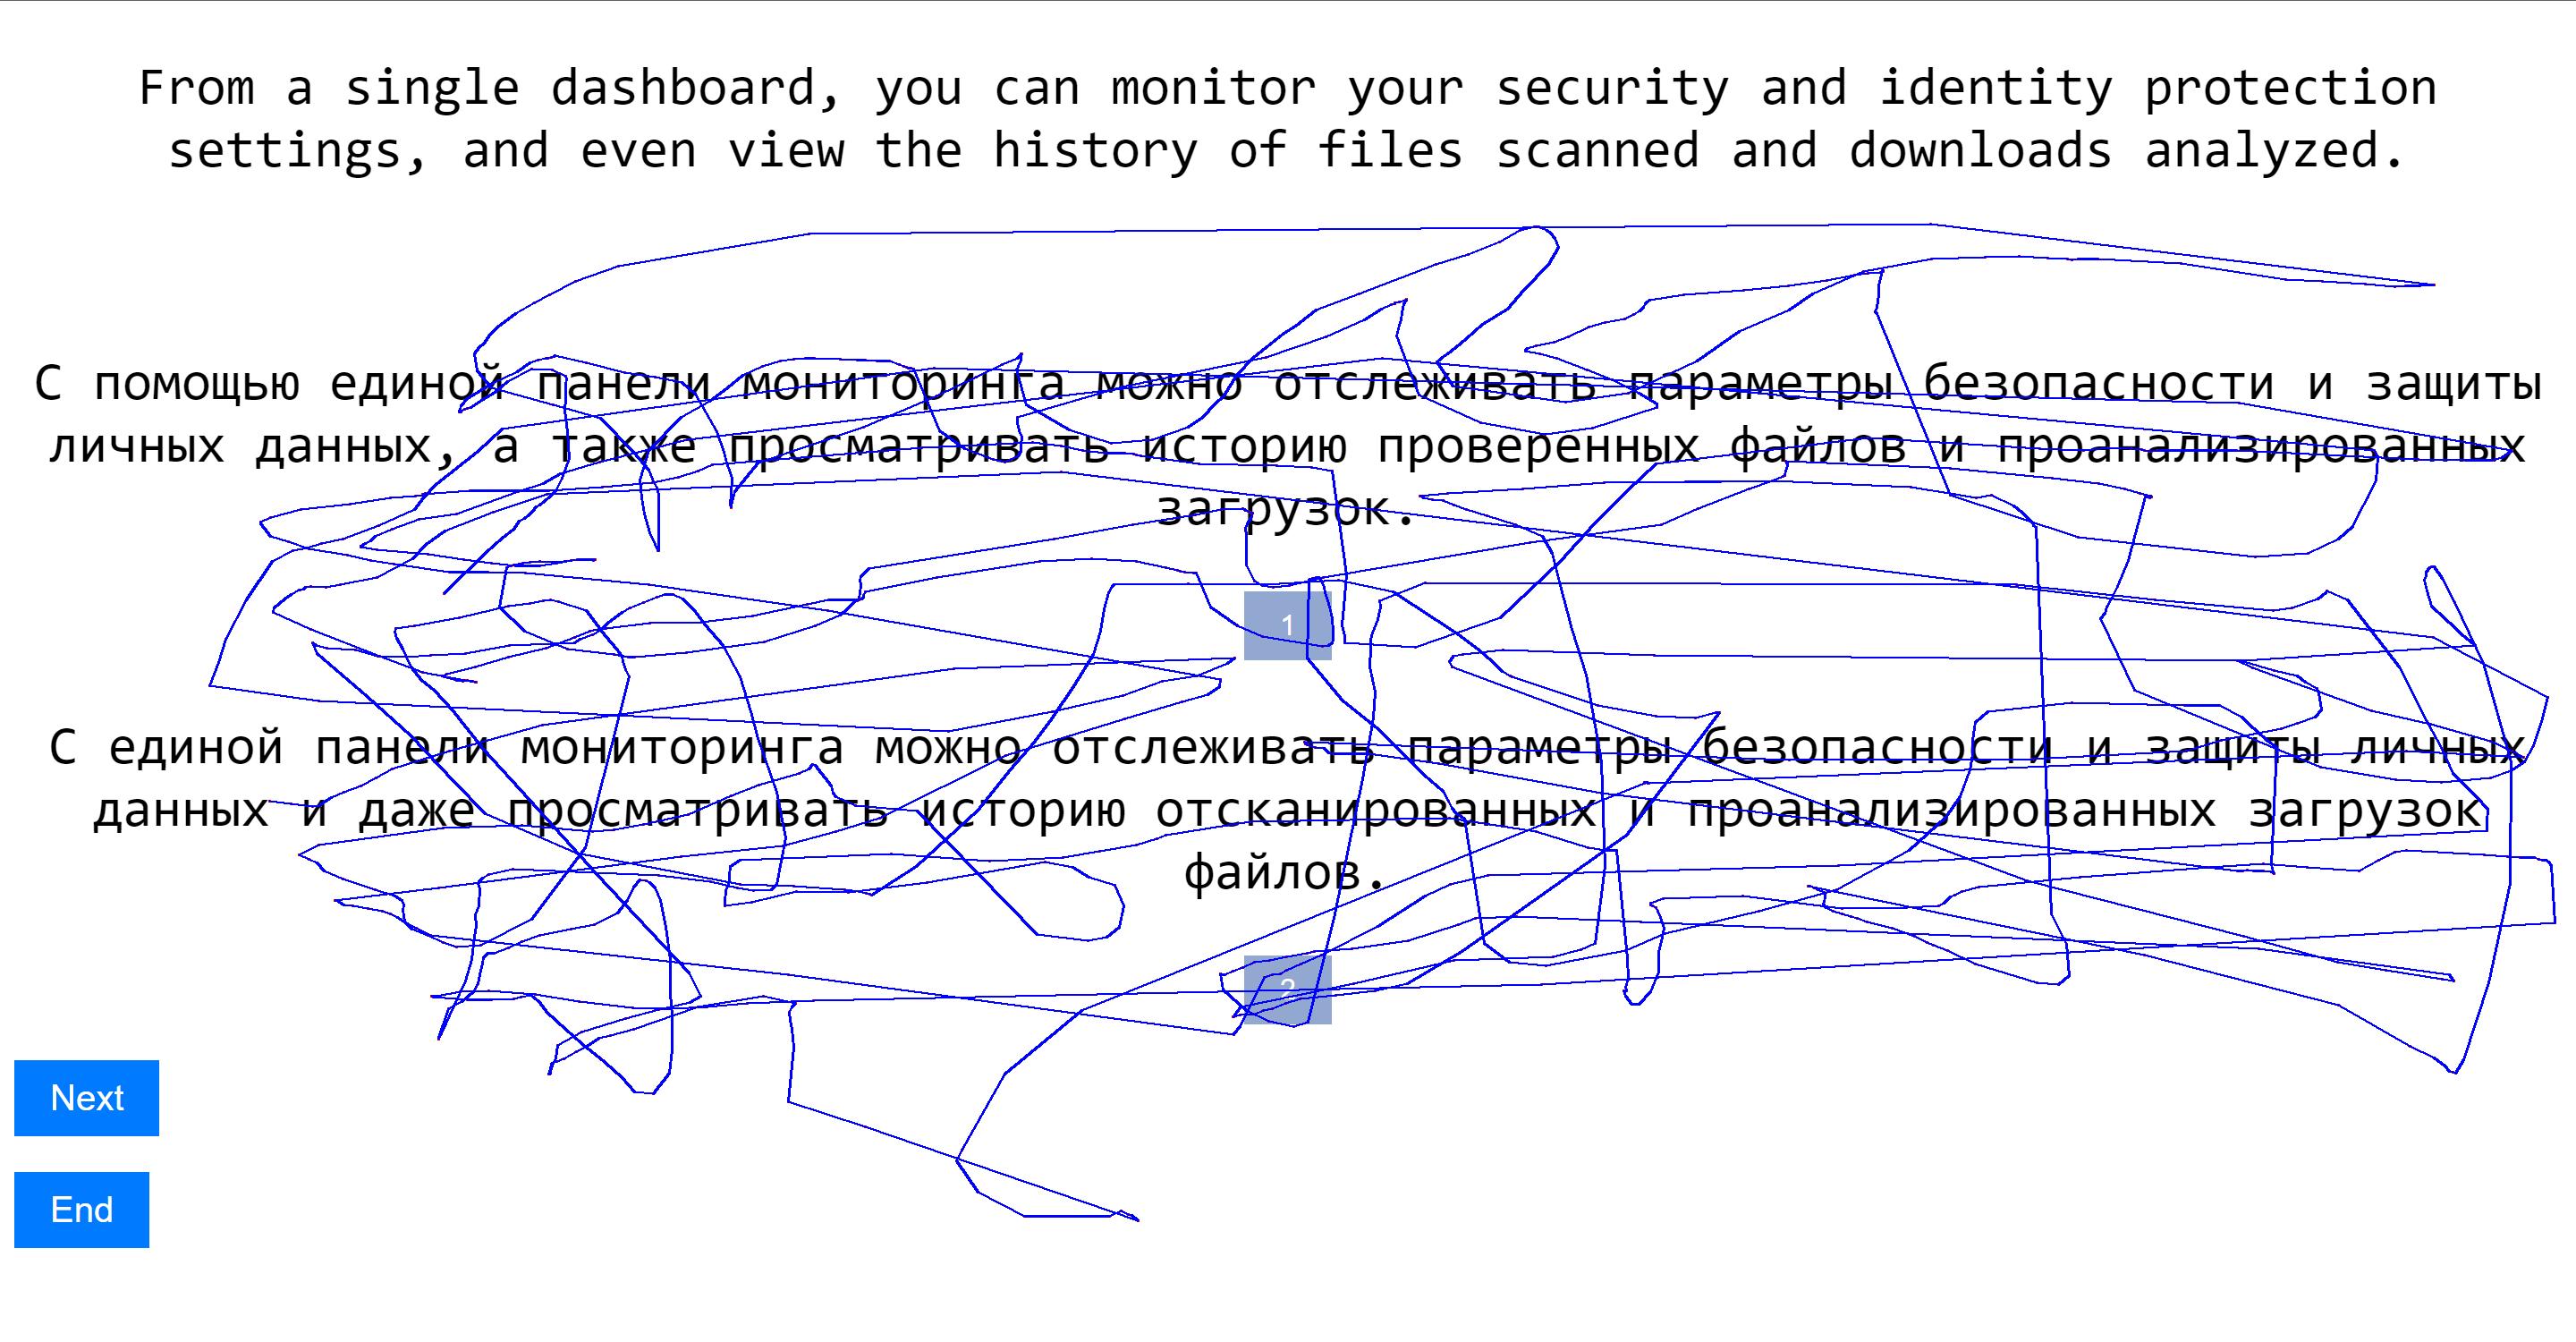 From a single dashboard, you can monitor your security and identity protection
settings, and even view the history of files scanned and downloads analyzed.
С помощью единой панели мониторинга можно отслеживать параметры безопасности и защиты
личных данных, а также просматривать историю проверенных файлов и проанализированных
загрузок.
1
С единой панели мониторинга можно отслеживать параметры безопасности и защиты личных
данных и даже просматривать историю отсканированных и проанализированных загрузок
файлов.
2
Next
End